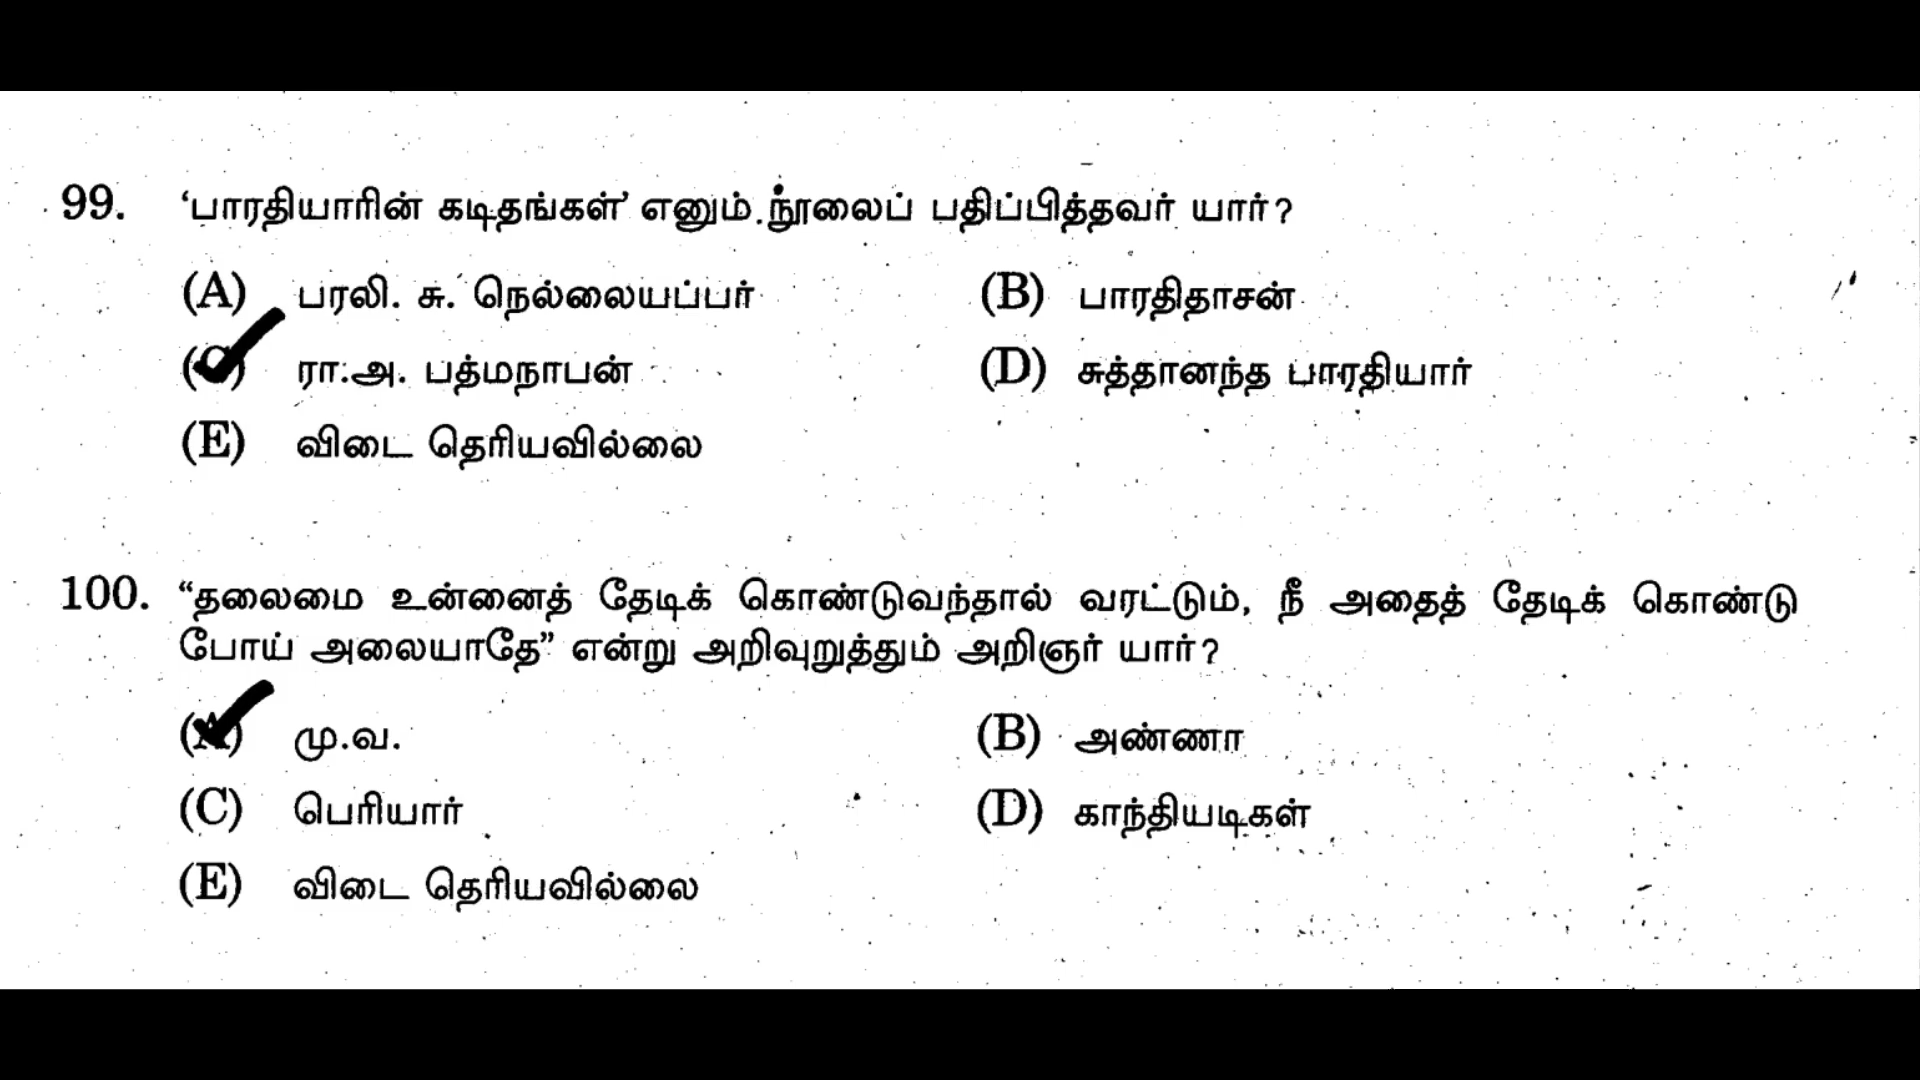 99. ‘பாரதியாரின் கடிதங்கள்’ எனும் நூலைப் பதிப்பித்தவர் யார்?
(A) பரலி. சு. நெல்லையப்பர் (B) பாரதிதாசன்
(C) ரா.அ. பத்மநாபன் (D) சுத்தானந்த பாரதியார்
(E) விடை தெரியவில்லை
100. “தலைமை உன்னைத் தேடிக் கொண்டுவந்தால் வரட்டும், நீ அதைத் தேடிக் கொண்டு
போய் அலையாதே” என்று அறிவுறுத்தும் அறிஞர் யார்?
(A) மு.வ. (B) அண்ணா
(C) பெரியார் (D) காந்தியடிகள்
(E) விடை தெரியவில்லை